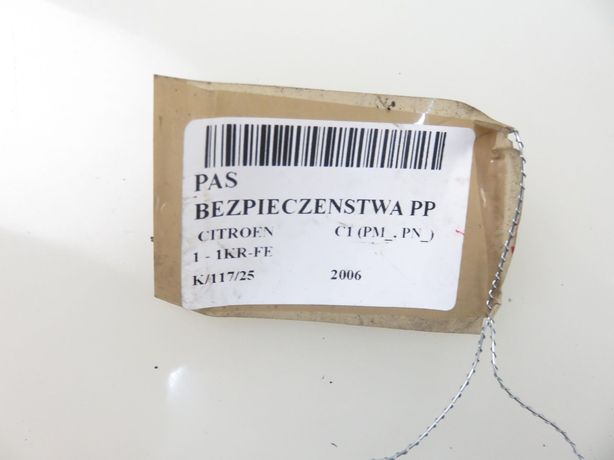 PAS
BEZPIECZENSTWA PP
CITROEN C1 (PM_. PN_)
1 - 1KR-FE
K/117/25 2006